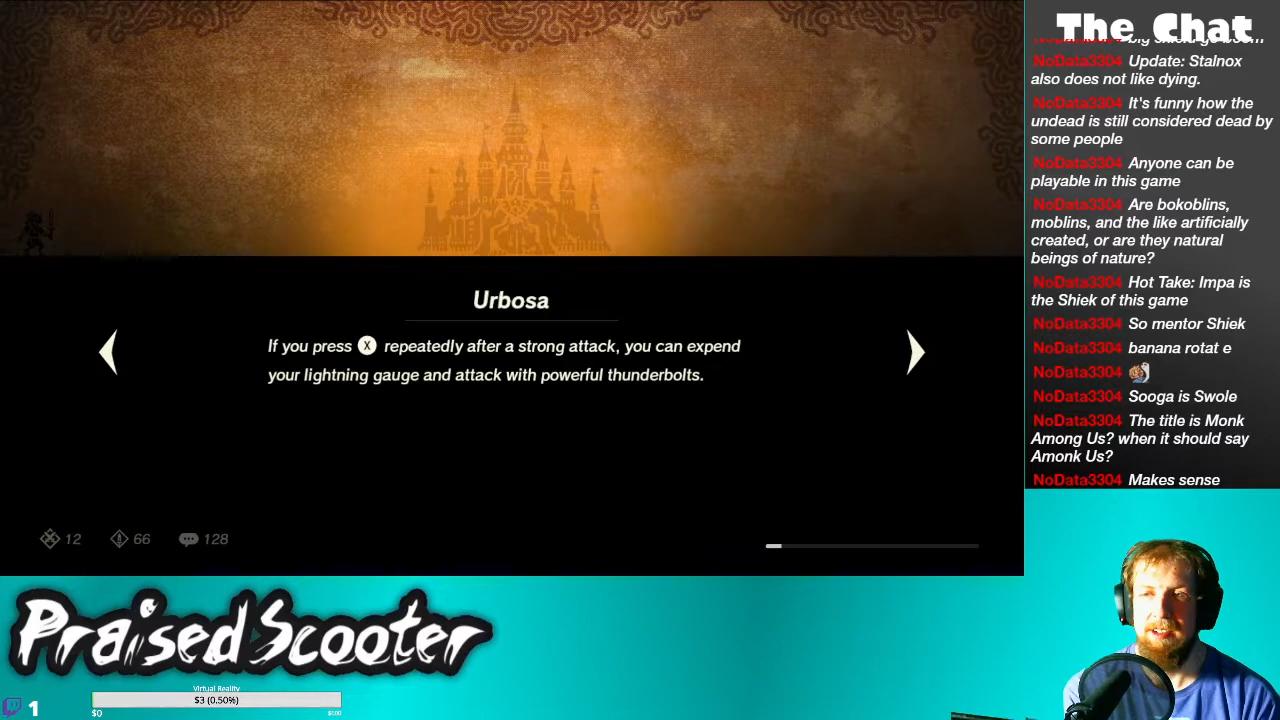 The Chat
NoData3304 Update: Stalnox
also does not like dying.
NoData3304 It's funny how the
undead is still considered dead by
some people
NoData3304 Anyone can be
playable in this game
NoData3304 Are bokoblins,
moblins, and the like artificially
created, or are they natural
beings of nature?
NoData3304 Hot Take: Impa is
the Shiek of this game
NoData3304 So mentor Shiek
NoData3304 banana rotat e
NoData3304
NoData3304 Sooga is Swole
NoData3304 The title is Monk
Among Us? when it should say
Amonk Us?
NoData3304 Makes sense
Urbosa
If you press X repeatedly after a strong attack, you can expend
your lightning gauge and attack with powerful thunderbolts.
12 66 128
PraisedScooter
Virtual Reality
$3 (0.50%)
1
$0